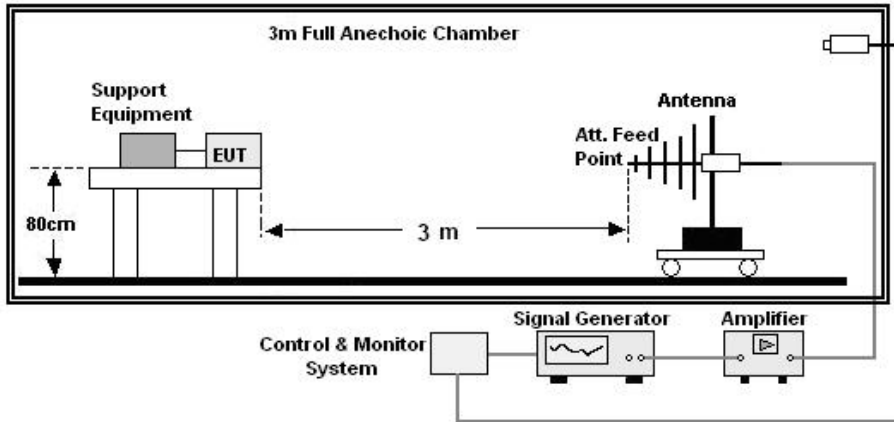 3m Full Anechoic Chamber
Support
Equipment
EUT
Antenna
Att. Feed
Point
80cm
3 m
Signal Generator
Amplifier
Control & Monitor
System